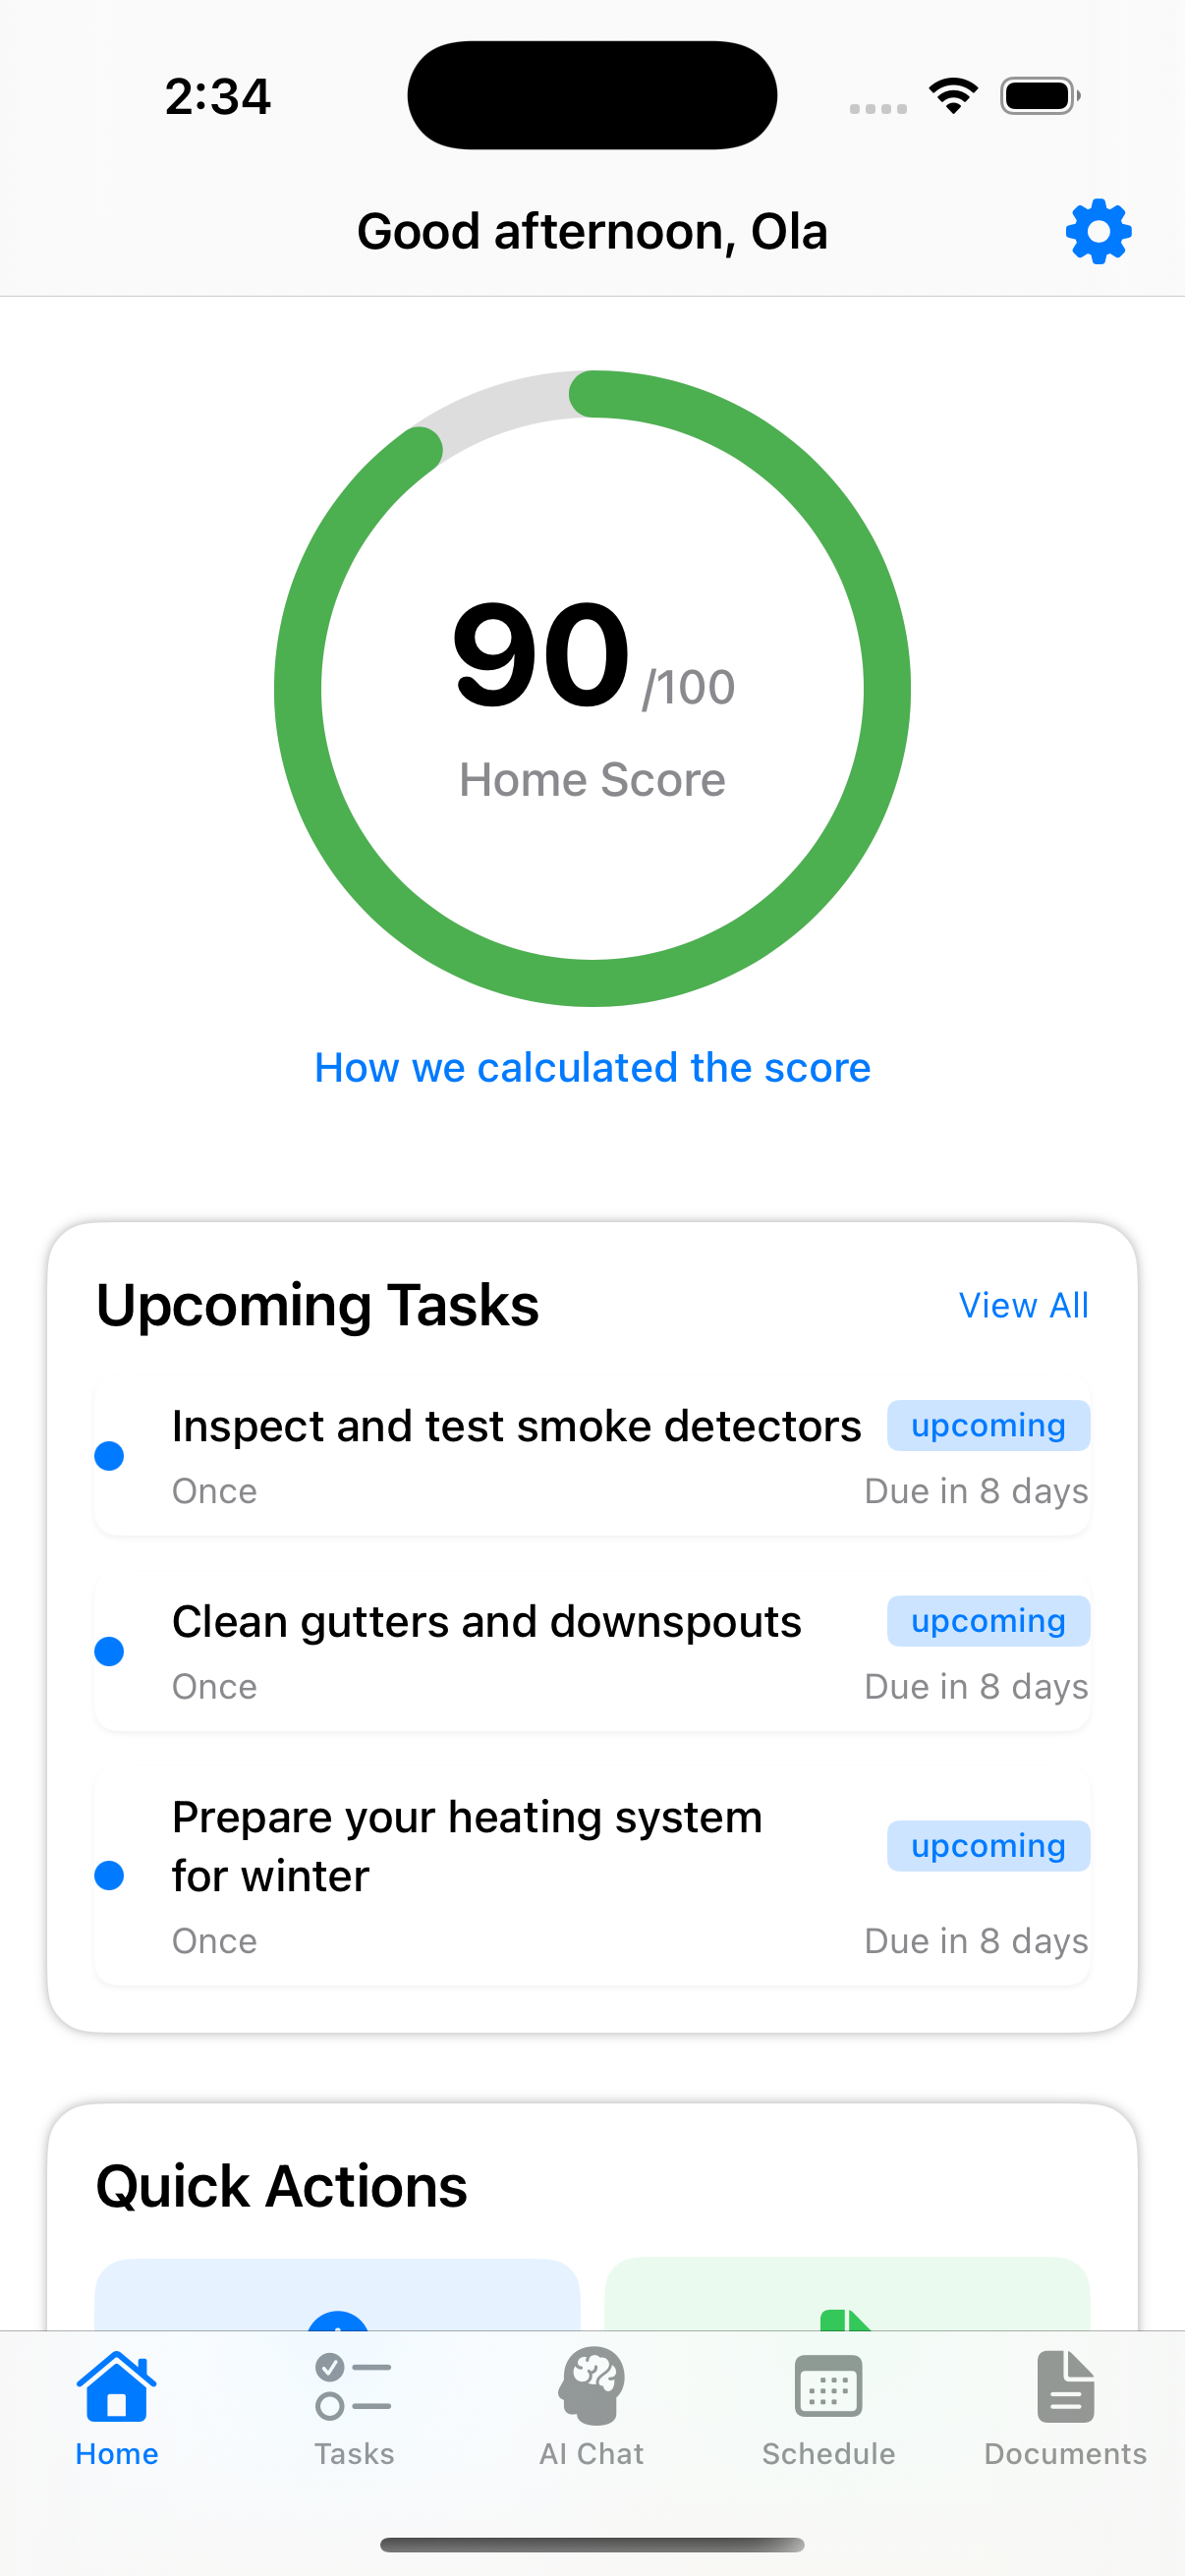 2:34
Good afternoon, Ola
90 /100
Home Score
How we calculated the score
Upcoming Tasks View All
Inspect and test smoke detectors upcoming
Once Due in 8 days
Clean gutters and downspouts upcoming
Once Due in 8 days
Prepare your heating system
for winter upcoming
Once Due in 8 days
Quick Actions
Home Tasks AI Chat Schedule Documents